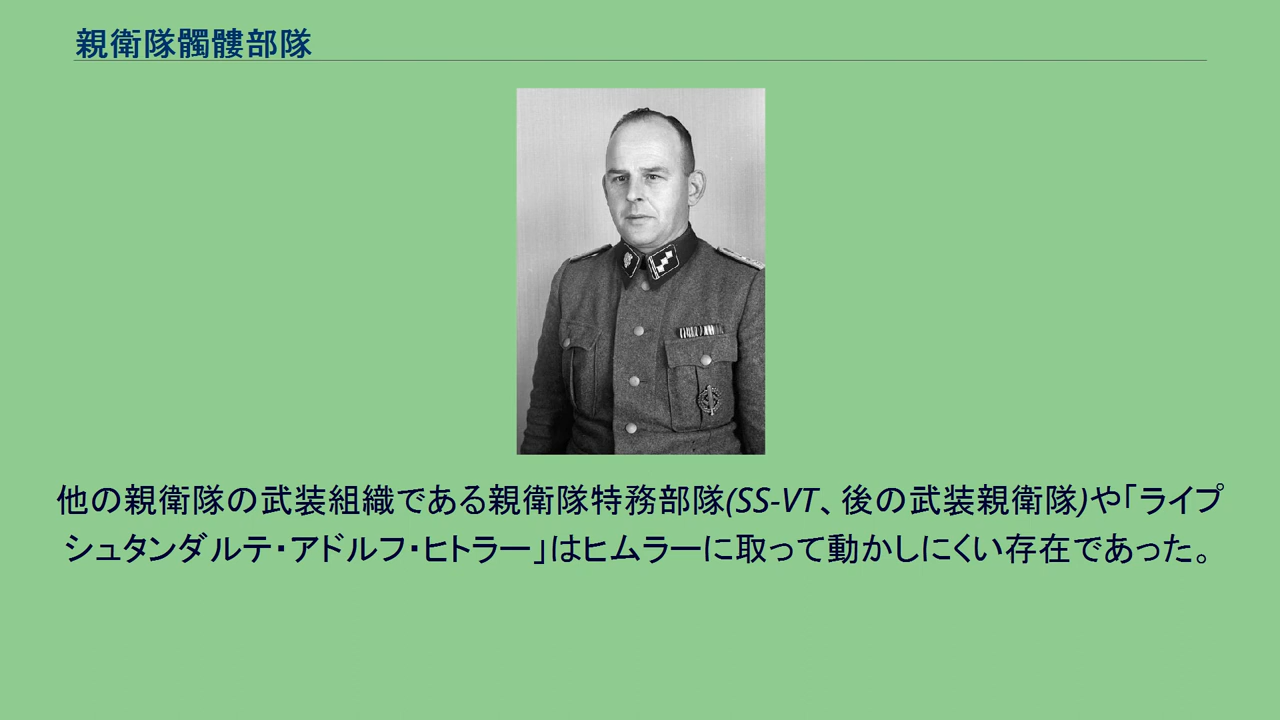 親衛隊髑髏部隊
他の親衛隊の武装組織である親衛隊特務部隊(SS-VT、後の武装親衛隊)や「ライプ
シュタンダルテ・アドルフ・ヒトラー」はヒムラーに取って動かしにくい存在であった。